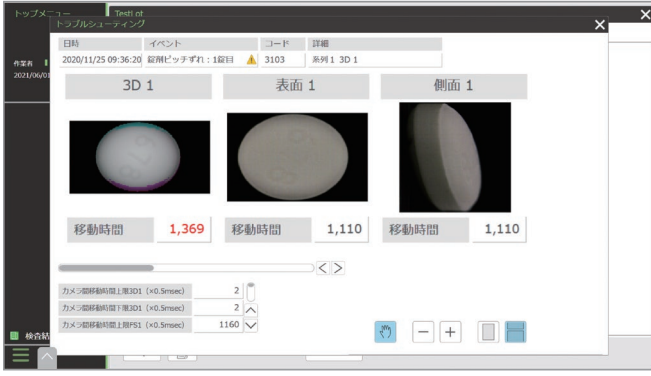 トップメニュー
TestLot
トラブルシューティング
作業者
2021/06/01
日時 イベント コード 詳細
2020/11/25 09:36:20 錠剤ピッチずれ:1錠目 3103 系列1 3D 1
3D 1 表面 1 側面 1
移動時間 1,369 移動時間 1,110 移動時間 1,110
カメラ間移動時間上限3D1 (×0.5msec) 2
カメラ間移動時間下限3D1 (×0.5msec) 2
カメラ間移動時間上限FS1 (×0.5msec) 1160
検査結